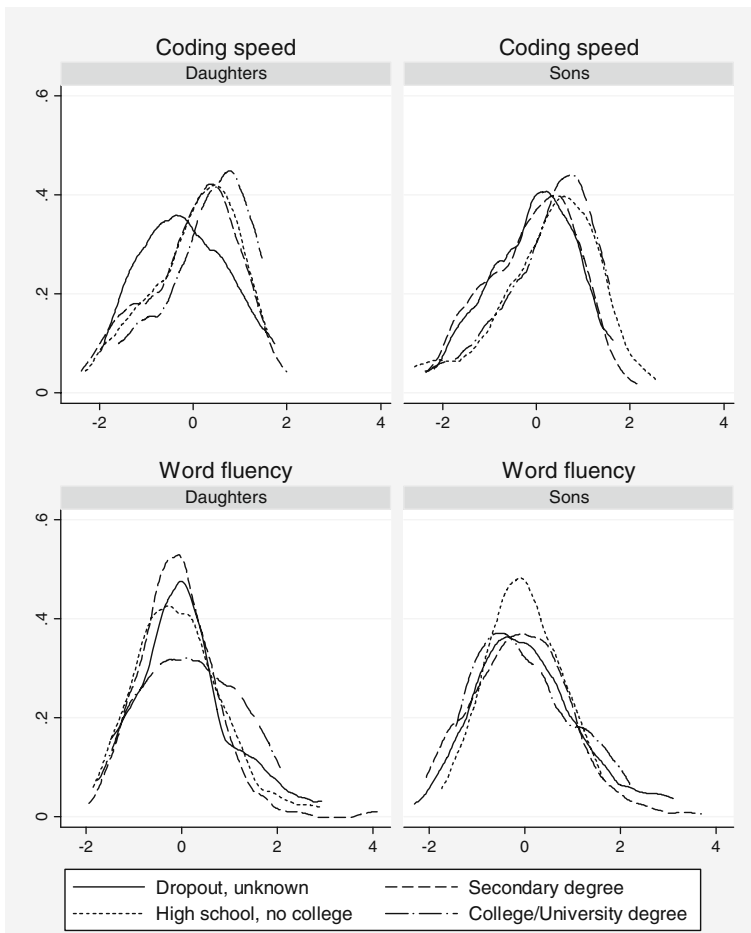 Coding speed Coding speed
Daughters Sons
.6
.4
.2
0
-2 0 2 4 -2 0 2 4
Word fluency Word fluency
Daughters Sons
.6
.4
.2
0
-2 0 2 4 -2 0 2 4
Dropout, unknown Secondary degree
High school, no college College/University degree